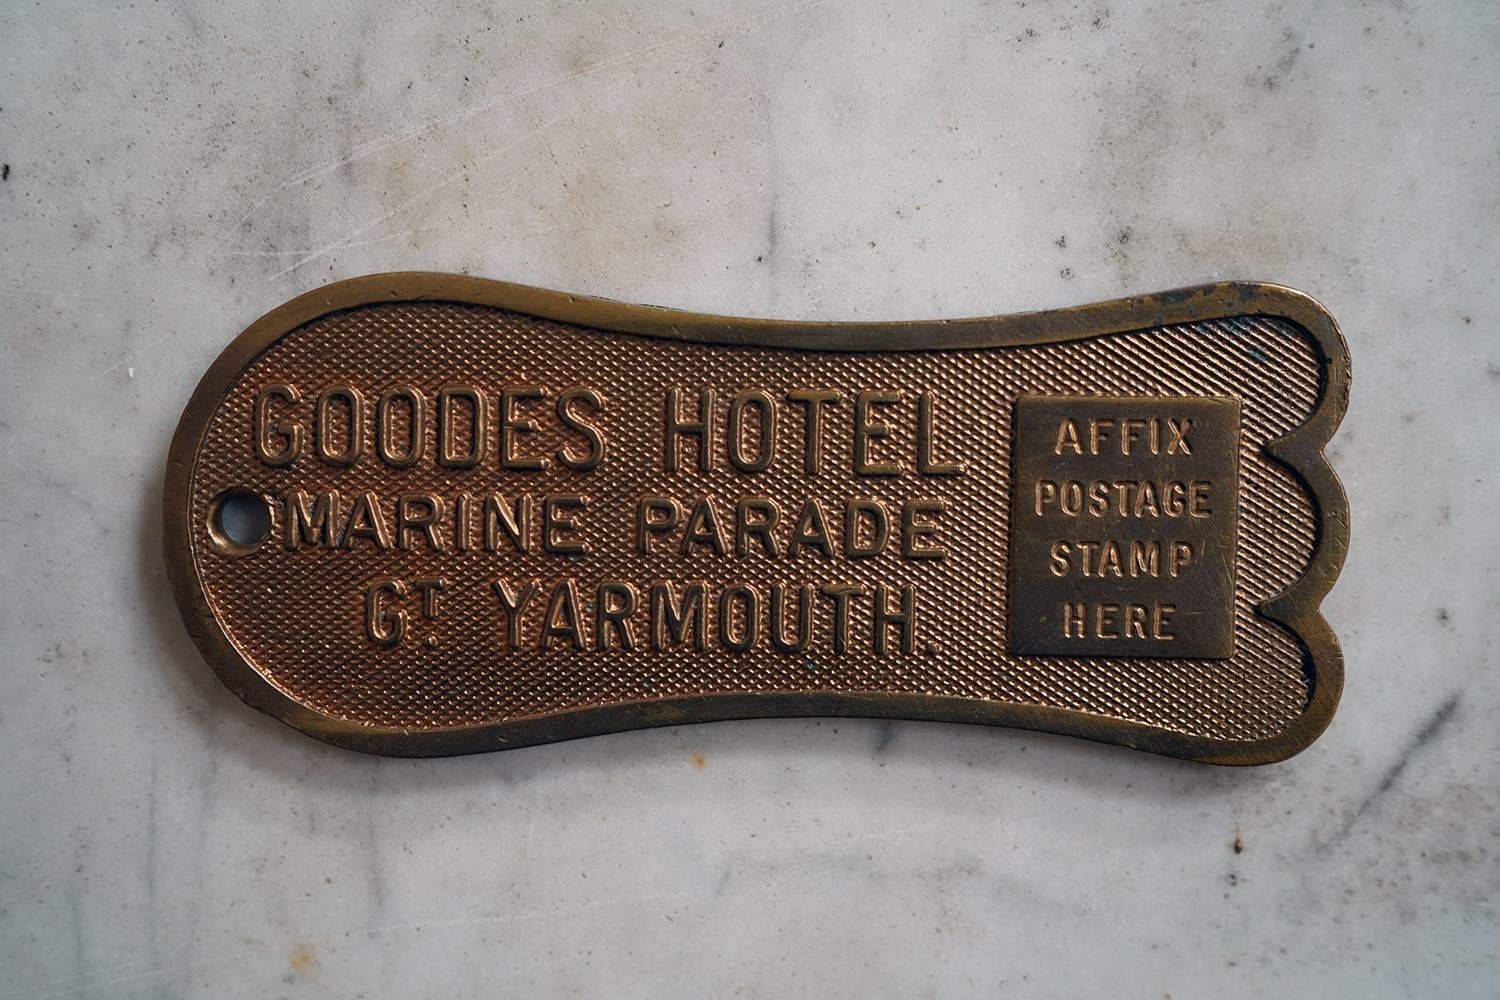 GOODES HOTEL
MARINE PARADE
GT. YARMOUTH.
AFFIX
POSTAGE
STAMP
HERE